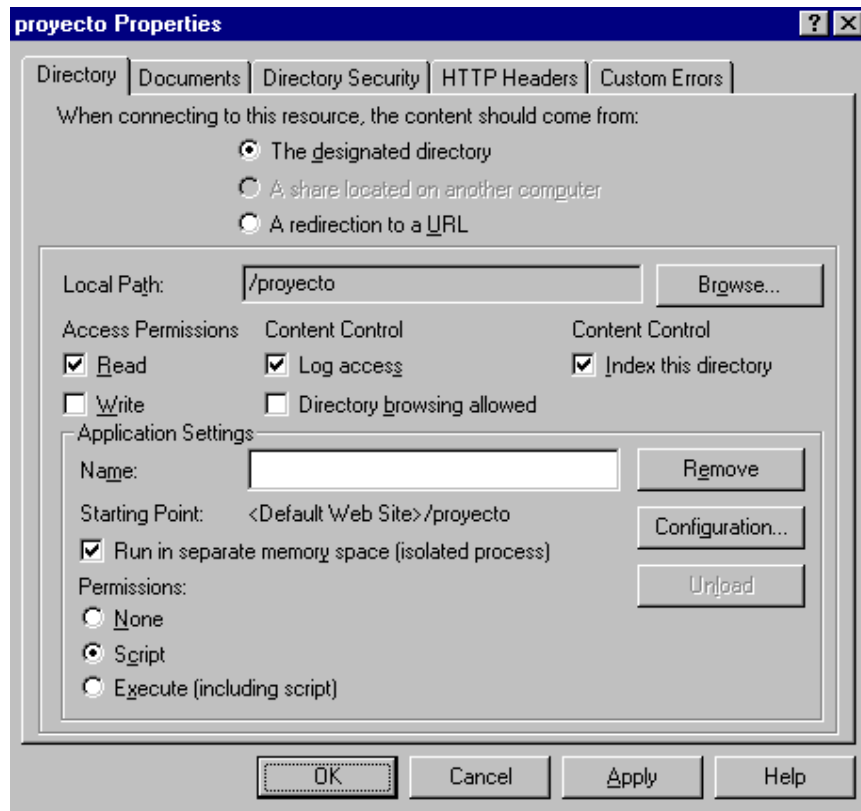 proyecto Properties
Directory Documents Directory Security HTTP Headers Custom Errors
When connecting to this resource, the content should come from:
The designated directory
A share located on another computer
A redirection to a URL
Local Path: /proyecto Browse...
Access Permissions Content Control Content Control
Read Log access Index this directory
Write Directory browsing allowed
Application Settings
Name: Remove
Starting Point: <Default Web Site>/proyecto Configuration...
Run in separate memory space (isolated process)
Permissions: Unload
None
Script
Execute (including script)
OK Cancel Apply Help